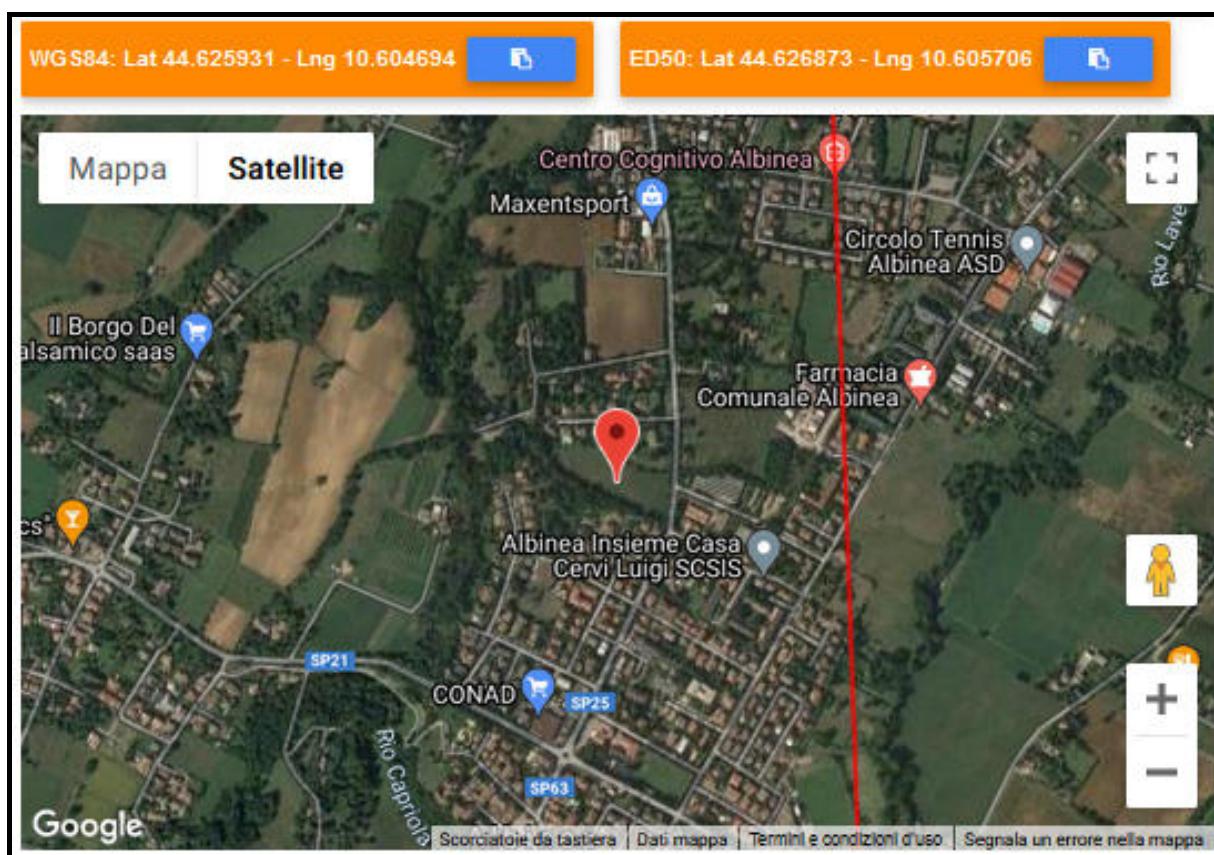 WGS84: Lat 44.625931 - Lng 10.604694
ED50: Lat 44.626873 - Lng 10.605706
Mappa
Satellite
Centro Cognitivo Albinea
Maxentsport
Circolo Tennis
Albinea ASD
Rio Lave
Il Borgo Del
alsamico saas
Farmacia
Comunale Albinea
cs"
Albinea Insieme Casa
Cervi Luigi SCSIS
SP21
CONAD
SP25
Rio Capriola
SP63
Google
Scorciatoie da tastiera
Dati mappa
Termini e condizioni d'uso
Segnala un errore nella mappa